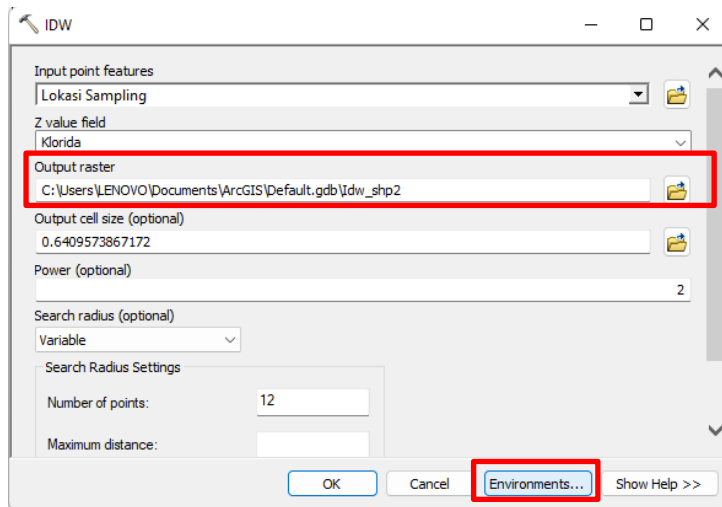 IDW
Input point features
Lokasi Sampling
Z value field
Klorida
Output raster
C:\Users\LENOVO\Documents\ArcGIS\Default.gdb\Idw_shp2
Output cell size (optional)
0.6409573867172
Power (optional)
2
Search radius (optional)
Variable
Search Radius Settings
Number of points: 12
Maximum distance:
OK Cancel Environments... Show Help >>